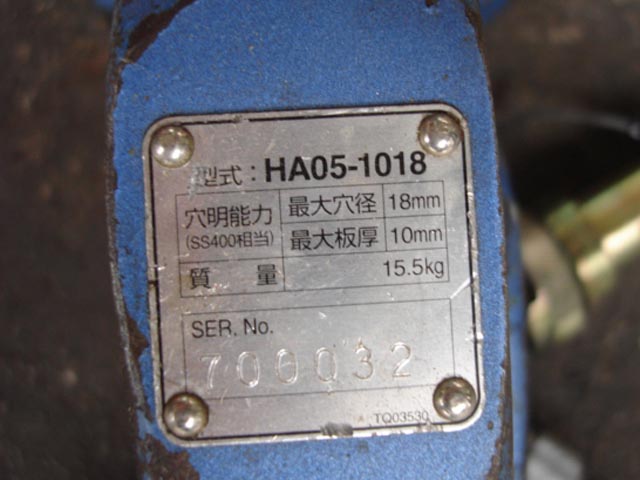 型式: HA05-1018
穴明能力 最大穴径 18mm
(SS400相当) 最大板厚 10mm
質量 15.5kg
SER. No.
700032
TQ03530